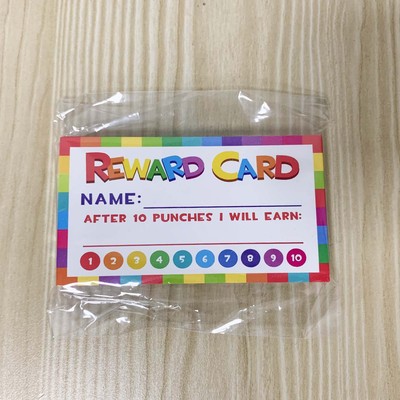 REWARD CARD
NAME:
AFTER 10 PUNCHES I WILL EARN:
1 2 3 4 5 6 7 8 9 10